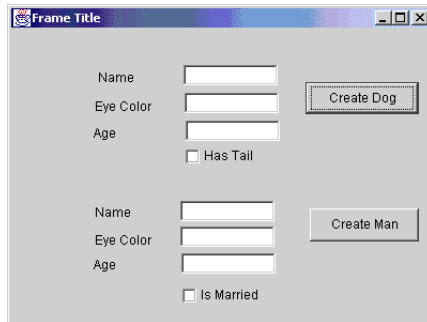 Frame Title
Name
Create Dog
Eye Color
Age
Has Tail
Name
Create Man
Eye Color
Age
Is Married